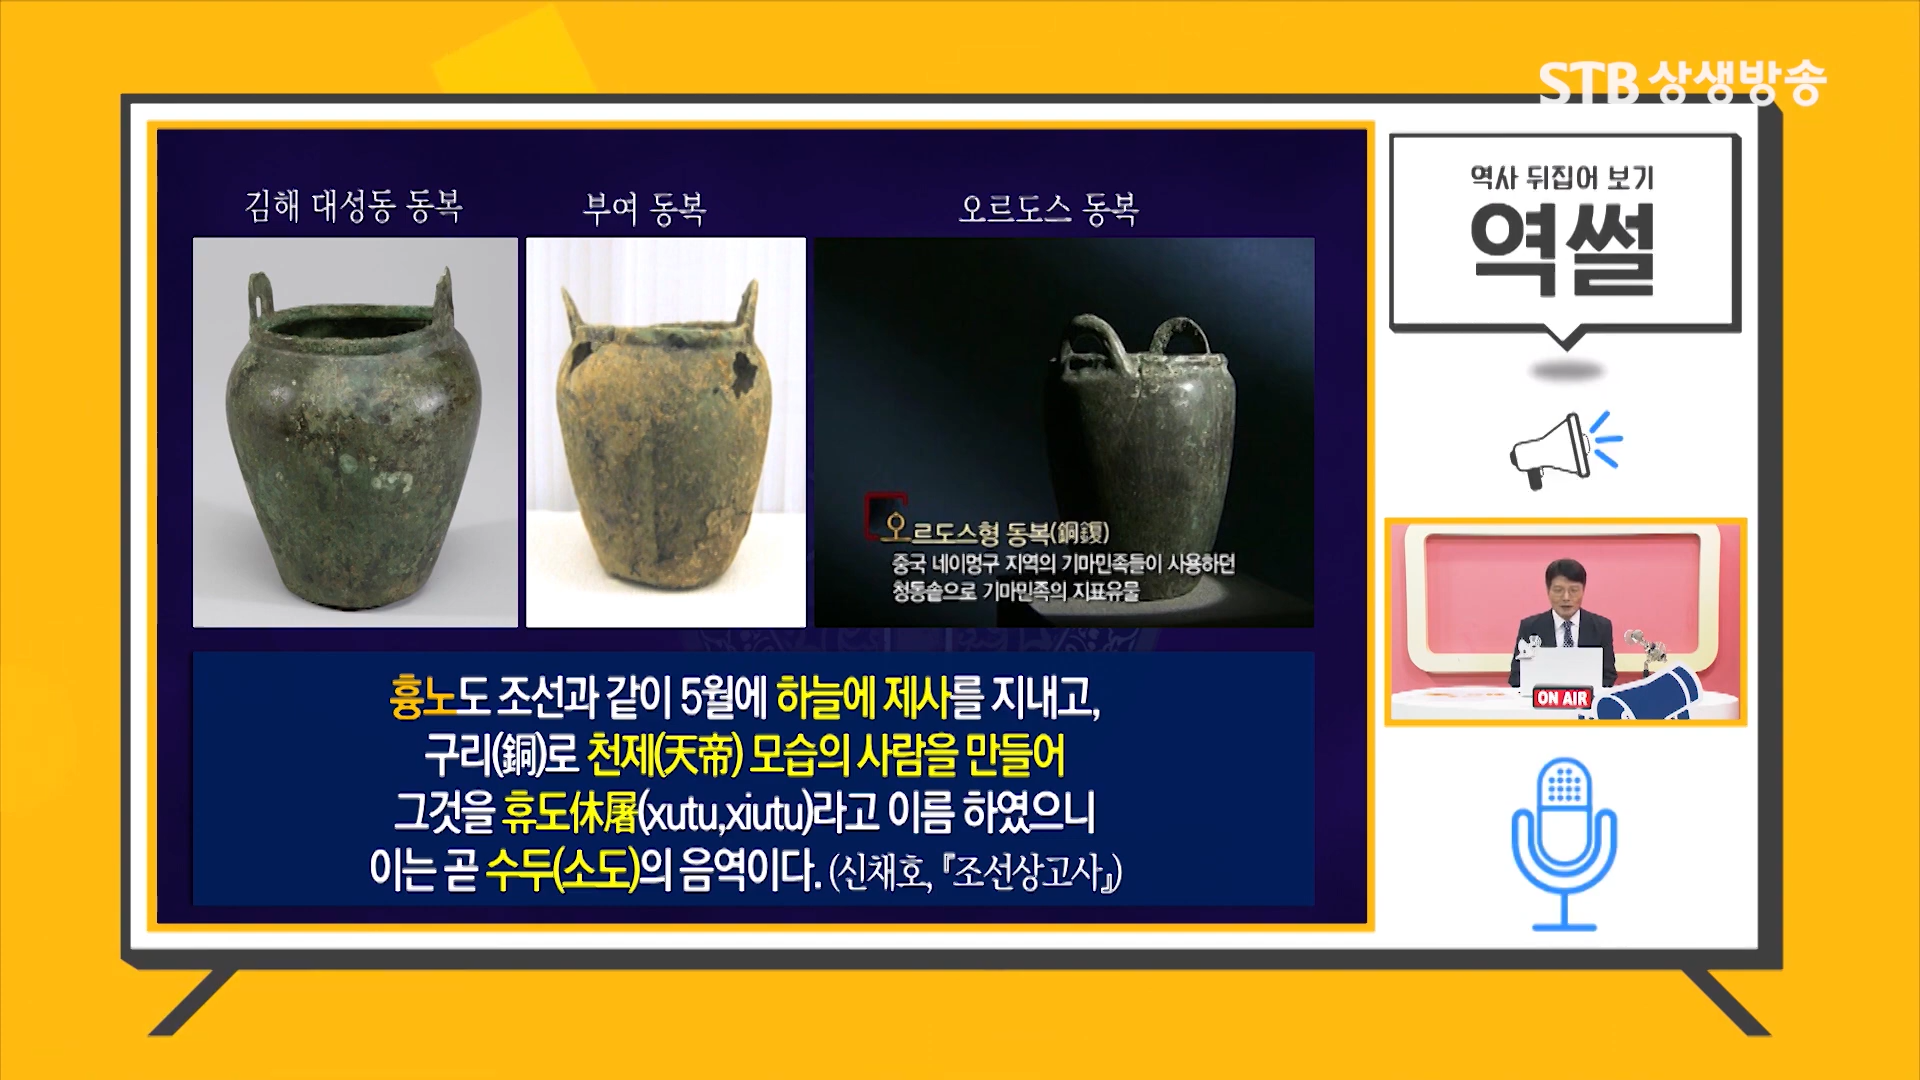 STB 상생방송
역사 뒤집어 보기
역썰
김해 대성동 동복
부여 동복
오르도스 동복
오르도스형 동복(銅鍑)
중국 네이멍구 지역의 기마민족들이 사용하던
청동솥으로 기마민족의 지표유물
흉노도 조선과 같이 5월에 하늘에 제사를 지내고,
구리(銅)로 천제(天帝) 모습의 사람을 만들어
그것을 휴도休屠(xutu,xiutu)라고 이름 하였으니
이는 곧 수두(소도)의 음역이다. (신채호, 『조선상고사』)
ON AIR